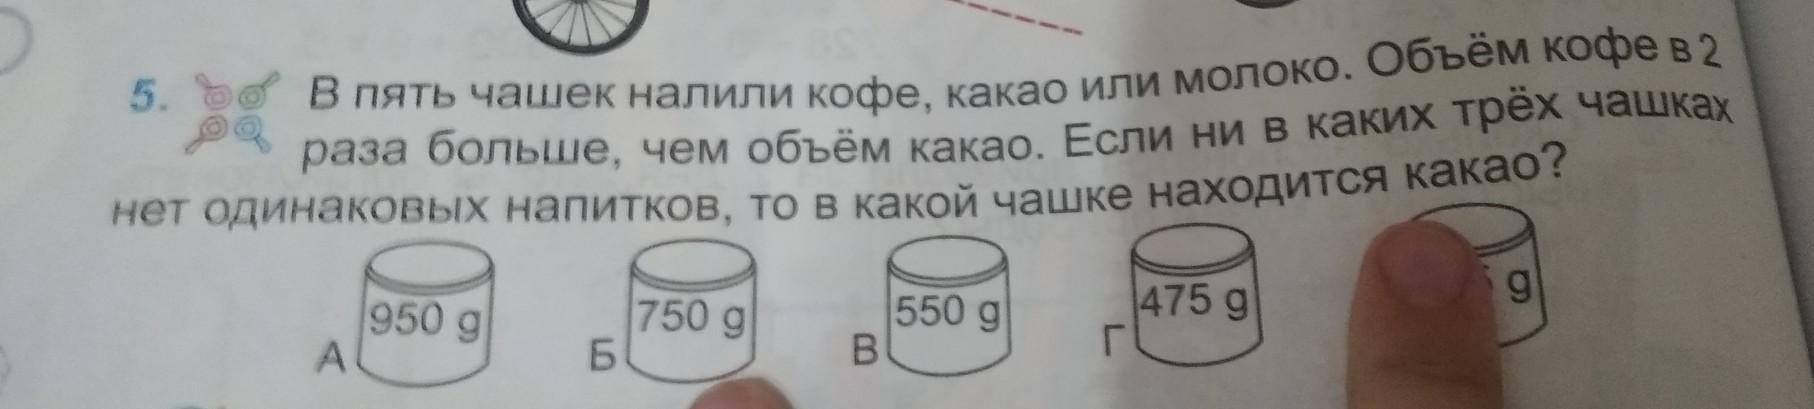 5. В пять чашек налили кофе, какао или молоко. Объём кофе в 2
раза больше, чем объём какао. Если ни в каких трёх чашках
нет одинаковых напитков, то в какой чашке находится какао?
А 950 g Б 750 g В 550 g Г 475 g g